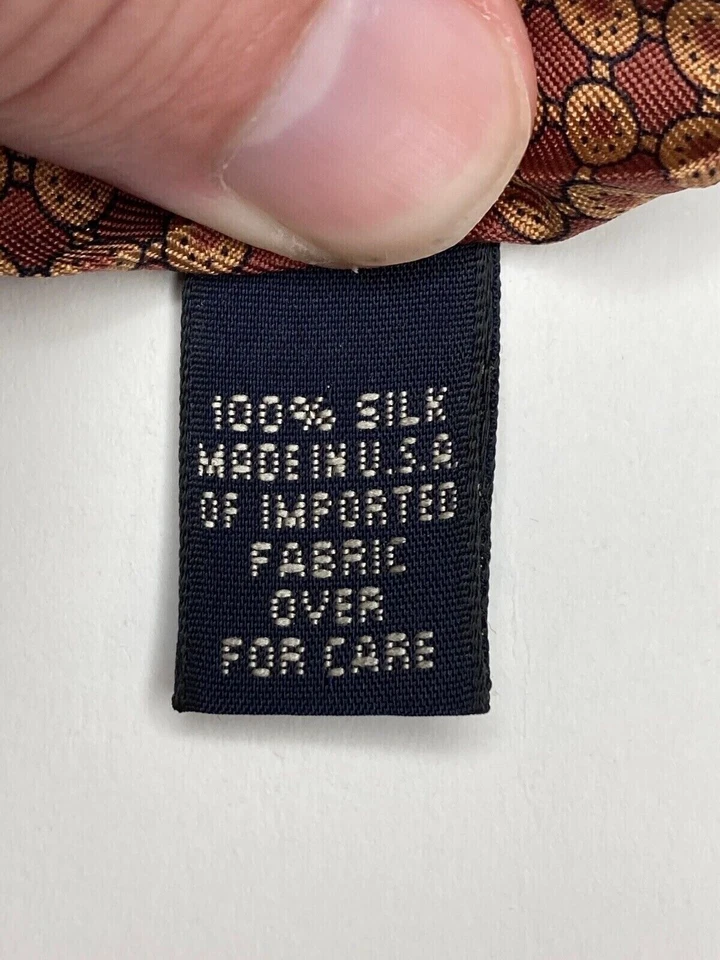 100% SILK
MADE IN U.S.A.
OF IMPORTED
FABRIC
OVER
FOR CARE